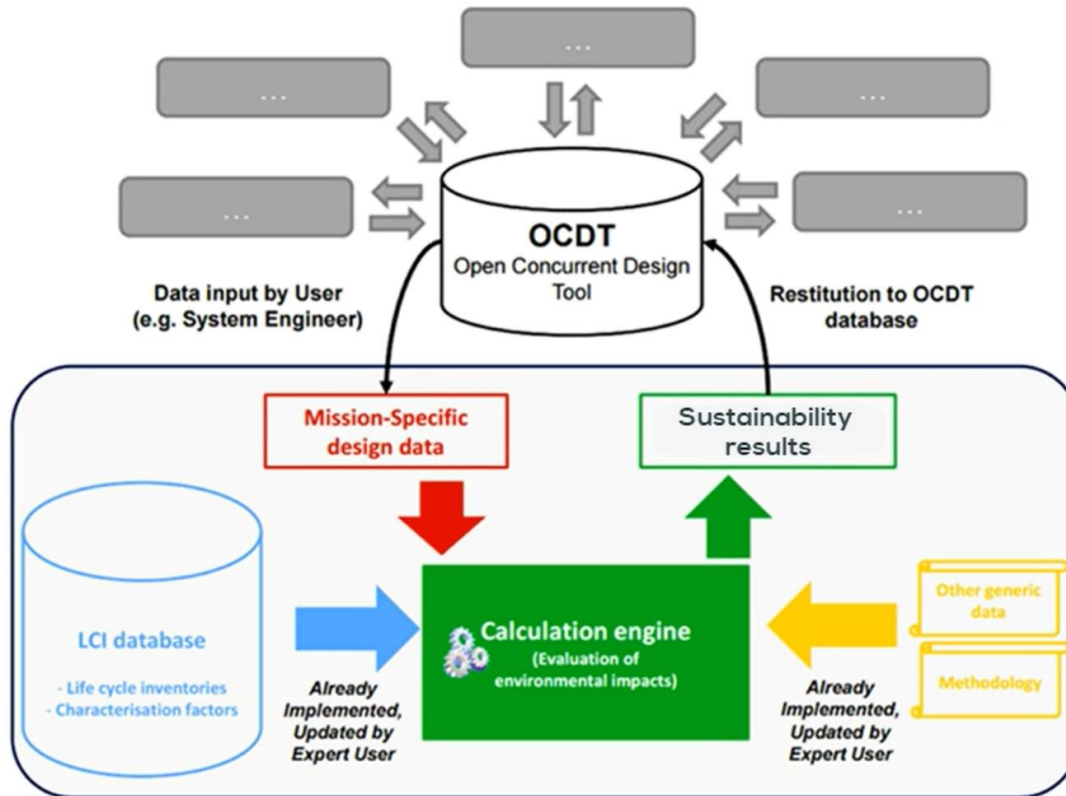 ...
...
...
...
...
OCDT
Open Concurrent Design
Tool
Data input by User
(e.g. System Engineer)
Restitution to OCDT
database
Mission-Specific
design data
Sustainability
results
LCI database
- Life cycle inventories
- Characterisation factors
Already
Implemented,
Updated by
Expert User
Calculation engine
(Evaluation of
environmental impacts)
Already
Implemented,
Updated by
Expert User
Other generic
data
Methodology